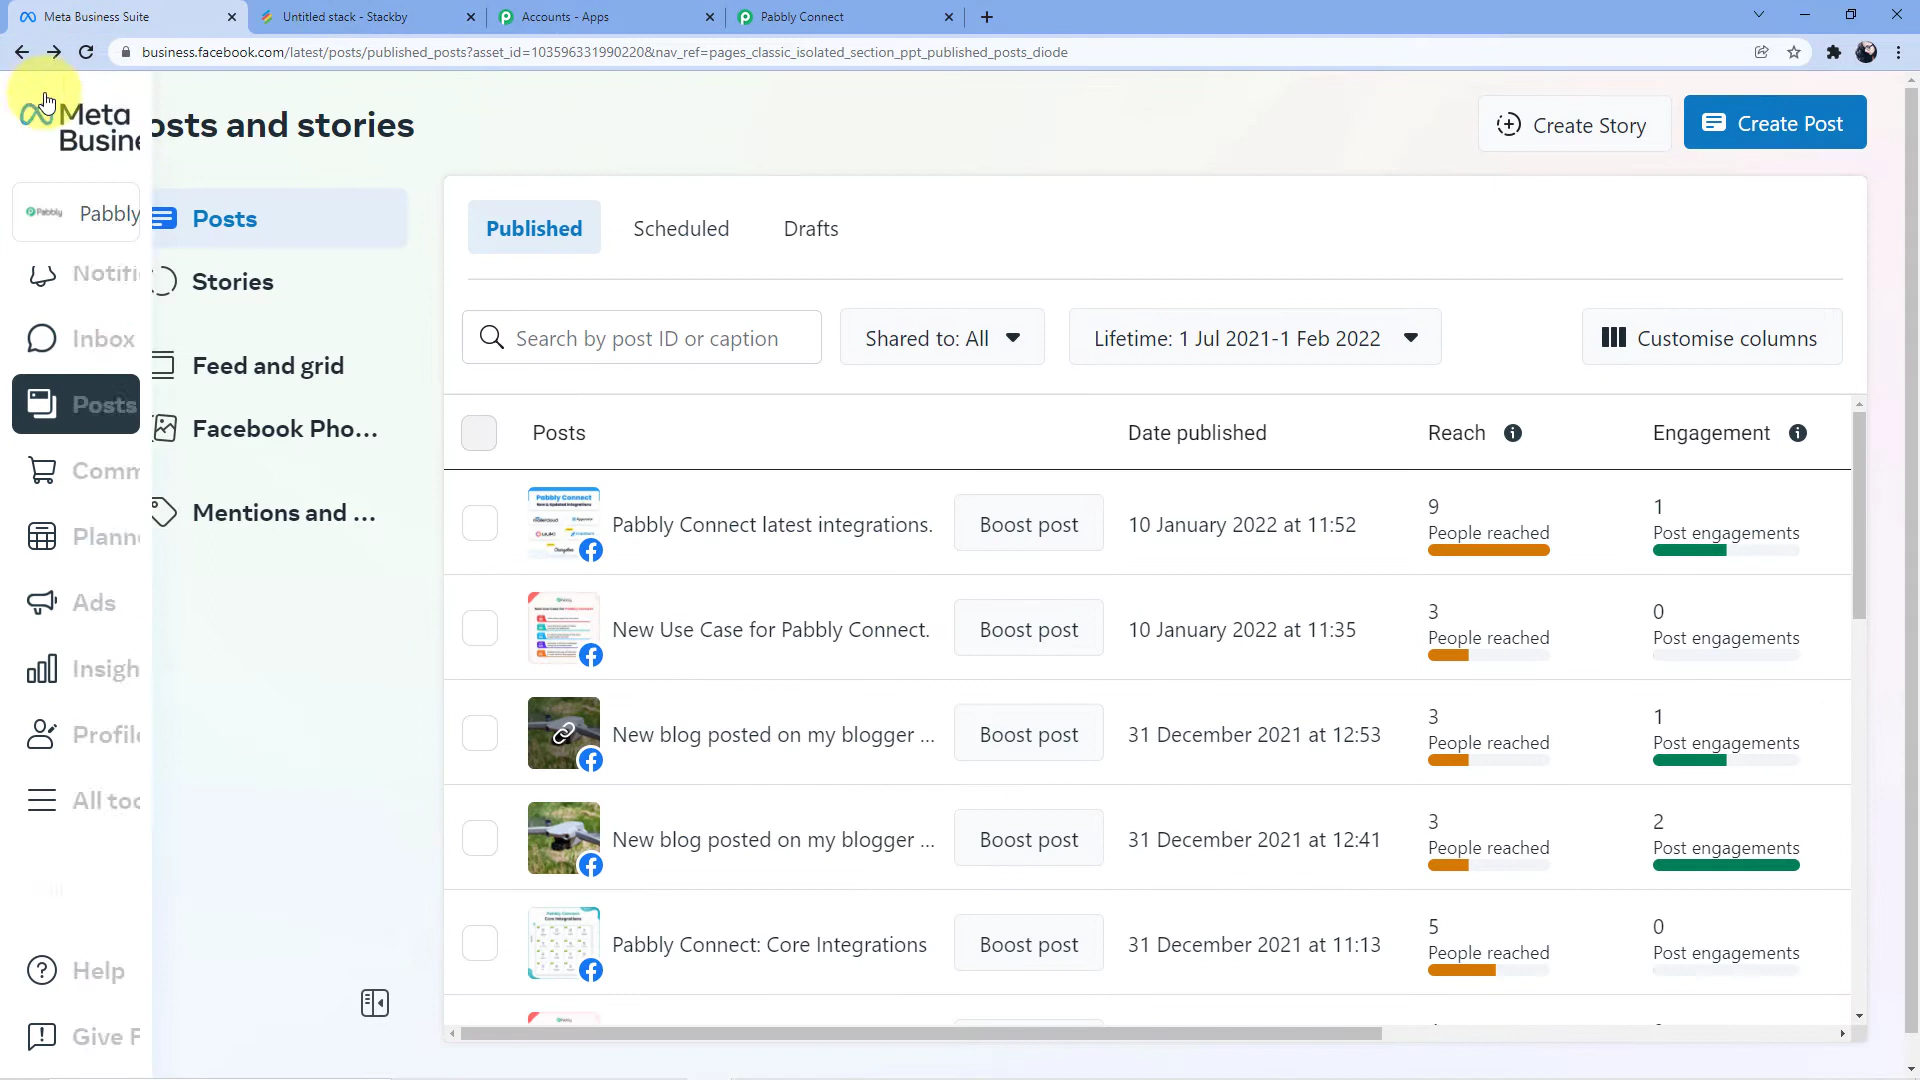 Meta Business Suite
Untitled stack - Stackby
Accounts - Apps
Pabbly Connect
business.facebook.com/latest/posts/published_posts?asset_id=103596331990220&nav_ref=pages_classic_isolated_section_ppt_published_posts_diode
Meta
Busine
osts and stories
Create Story
Create Post
Pabbly
Pabbly
Notifi
Inbox
Posts
Comm
Plann
Ads
Insigh
Profile
All too
Help
Give F
Posts
Stories
Feed and grid
Facebook Pho...
Mentions and ...
Published
Scheduled
Drafts
Search by post ID or caption
Shared to: All
Lifetime: 1 Jul 2021-1 Feb 2022
Customise columns
Posts
Date published
Reach
Engagement
Pabbly Connect
Pabbly Connect latest integrations.
Boost post
10 January 2022 at 11:52
9
People reached
1
Post engagements
New Use Case for Pabbly Connect.
Boost post
10 January 2022 at 11:35
3
People reached
0
Post engagements
New blog posted on my blogger ...
Boost post
31 December 2021 at 12:53
3
People reached
1
Post engagements
New blog posted on my blogger ...
Boost post
31 December 2021 at 12:41
3
People reached
2
Post engagements
Pabbly Connect: Core Integrations
Boost post
31 December 2021 at 11:13
5
People reached
0
Post engagements